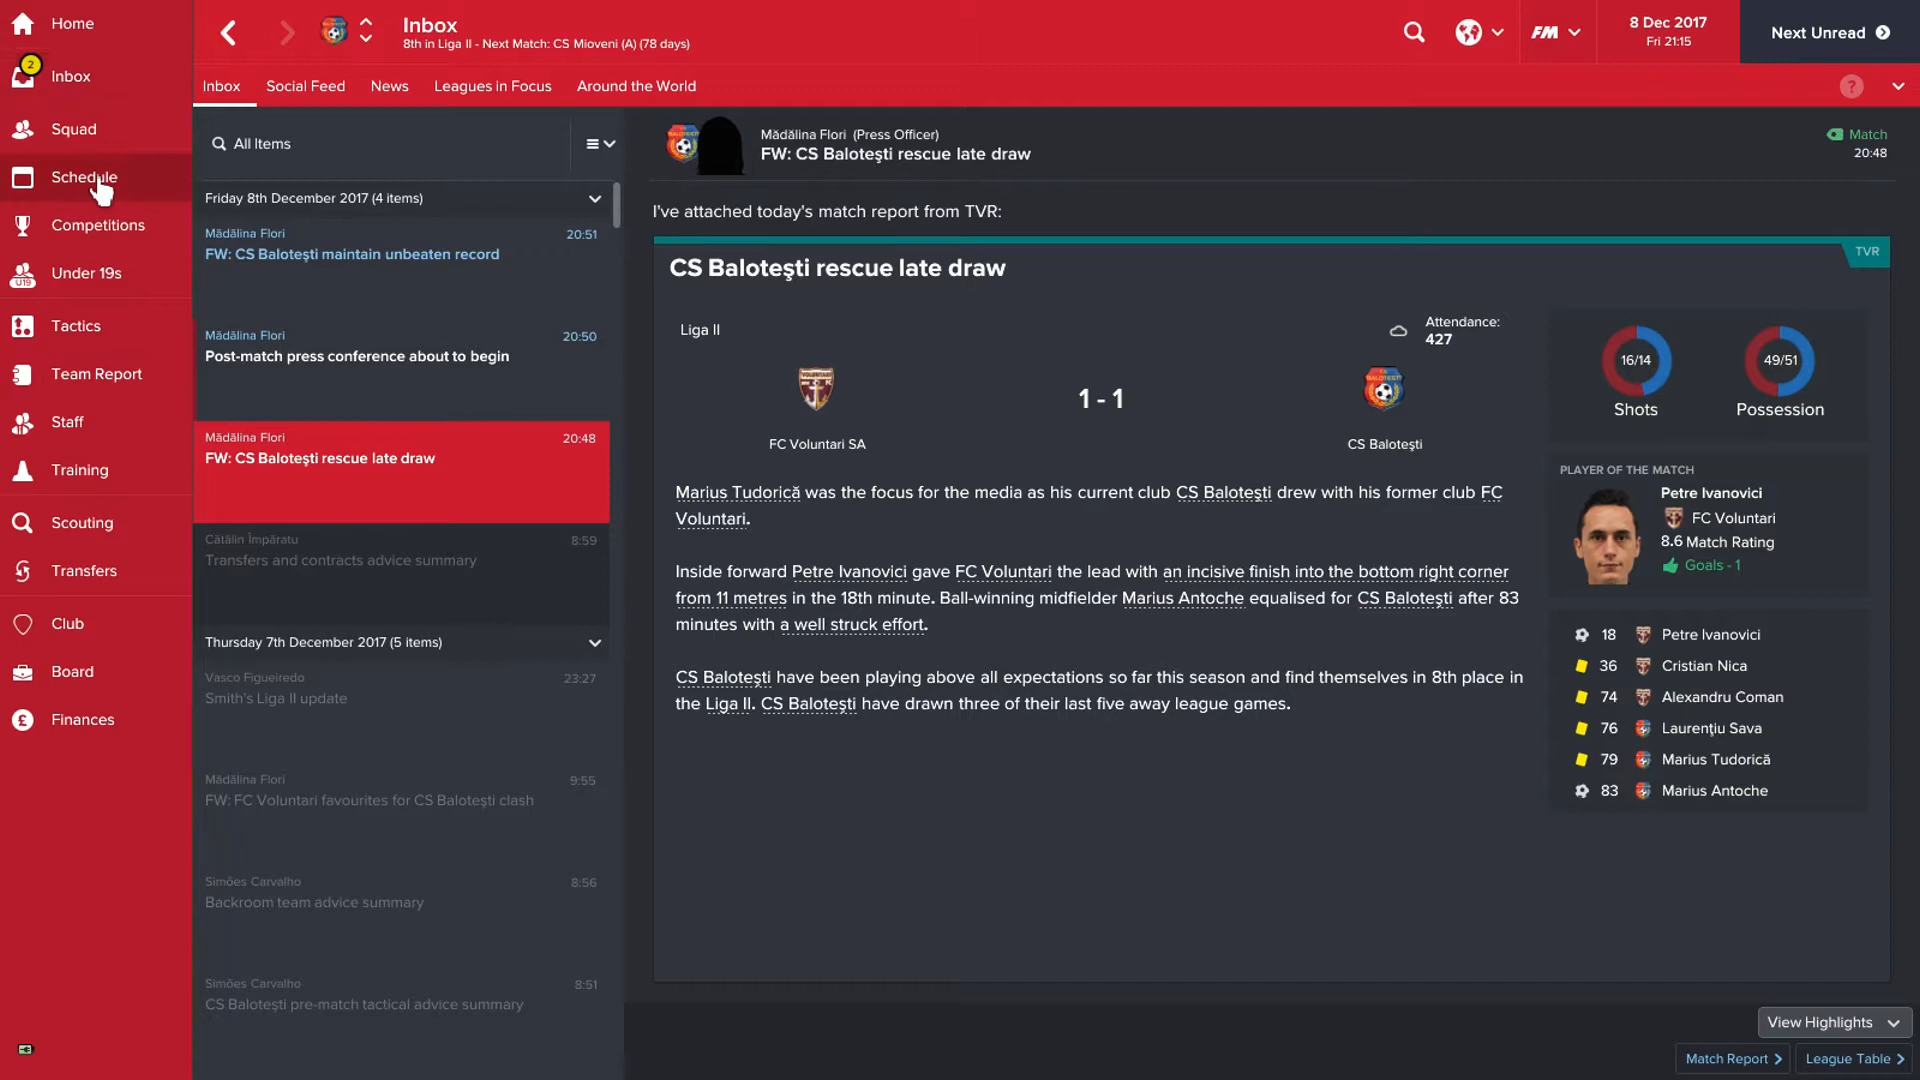 Home
2
Inbox
Squad
Schedule
Competitions
Under 19s
U19
Tactics
Team Report
Staff
Training
Scouting
Transfers
Club
Board
Finances
Inbox
8th in Liga II - Next Match: CS Mioveni (A) (78 days)
FM
8 Dec 2017
Fri 21:15
Next Unread
Inbox Social Feed News Leagues in Focus Around the World
?
All Items
Friday 8th December 2017 (4 items)
Mădălina Flori 20:51
FW: CS Baloteşti maintain unbeaten record
Mădălina Flori 20:50
Post-match press conference about to begin
Mădălina Flori 20:48
FW: CS Baloteşti rescue late draw
Cătălin Împăratu 8:59
Transfers and contracts advice summary
Thursday 7th December 2017 (5 items)
Vasco Figueiredo 23:27
Smith's Liga II update
Mădălina Flori 9:55
FW: FC Voluntari favourites for CS Baloteşti clash
Simões Carvalho 8:56
Backroom team advice summary
Simões Carvalho 8:51
CS Baloteşti pre-match tactical advice summary
Mădălina Flori (Press Officer)
FW: CS Baloteşti rescue late draw
Match
20:48
I've attached today's match report from TVR:
TVR
CS Baloteşti rescue late draw
Liga II
Attendance:
427
1 - 1
FC Voluntari SA
CS Baloteşti
Marius Tudorică was the focus for the media as his current club CS Baloteşti drew with his former club FC
Voluntari.
Inside forward Petre Ivanovici gave FC Voluntari the lead with an incisive finish into the bottom right corner
from 11 metres in the 18th minute. Ball-winning midfielder Marius Antoche equalised for CS Baloteşti after 83
minutes with a well struck effort.
CS Baloteşti have been playing above all expectations so far this season and find themselves in 8th place in
the Liga II. CS Baloteşti have drawn three of their last five away league games.
16/14
Shots
49/51
Possession
PLAYER OF THE MATCH
Petre Ivanovici
FC Voluntari
8.6 Match Rating
Goals - 1
18 Petre Ivanovici
36 Cristian Nica
74 Alexandru Coman
76 Laurenţiu Sava
79 Marius Tudorică
83 Marius Antoche
View Highlights
Match Report
League Table